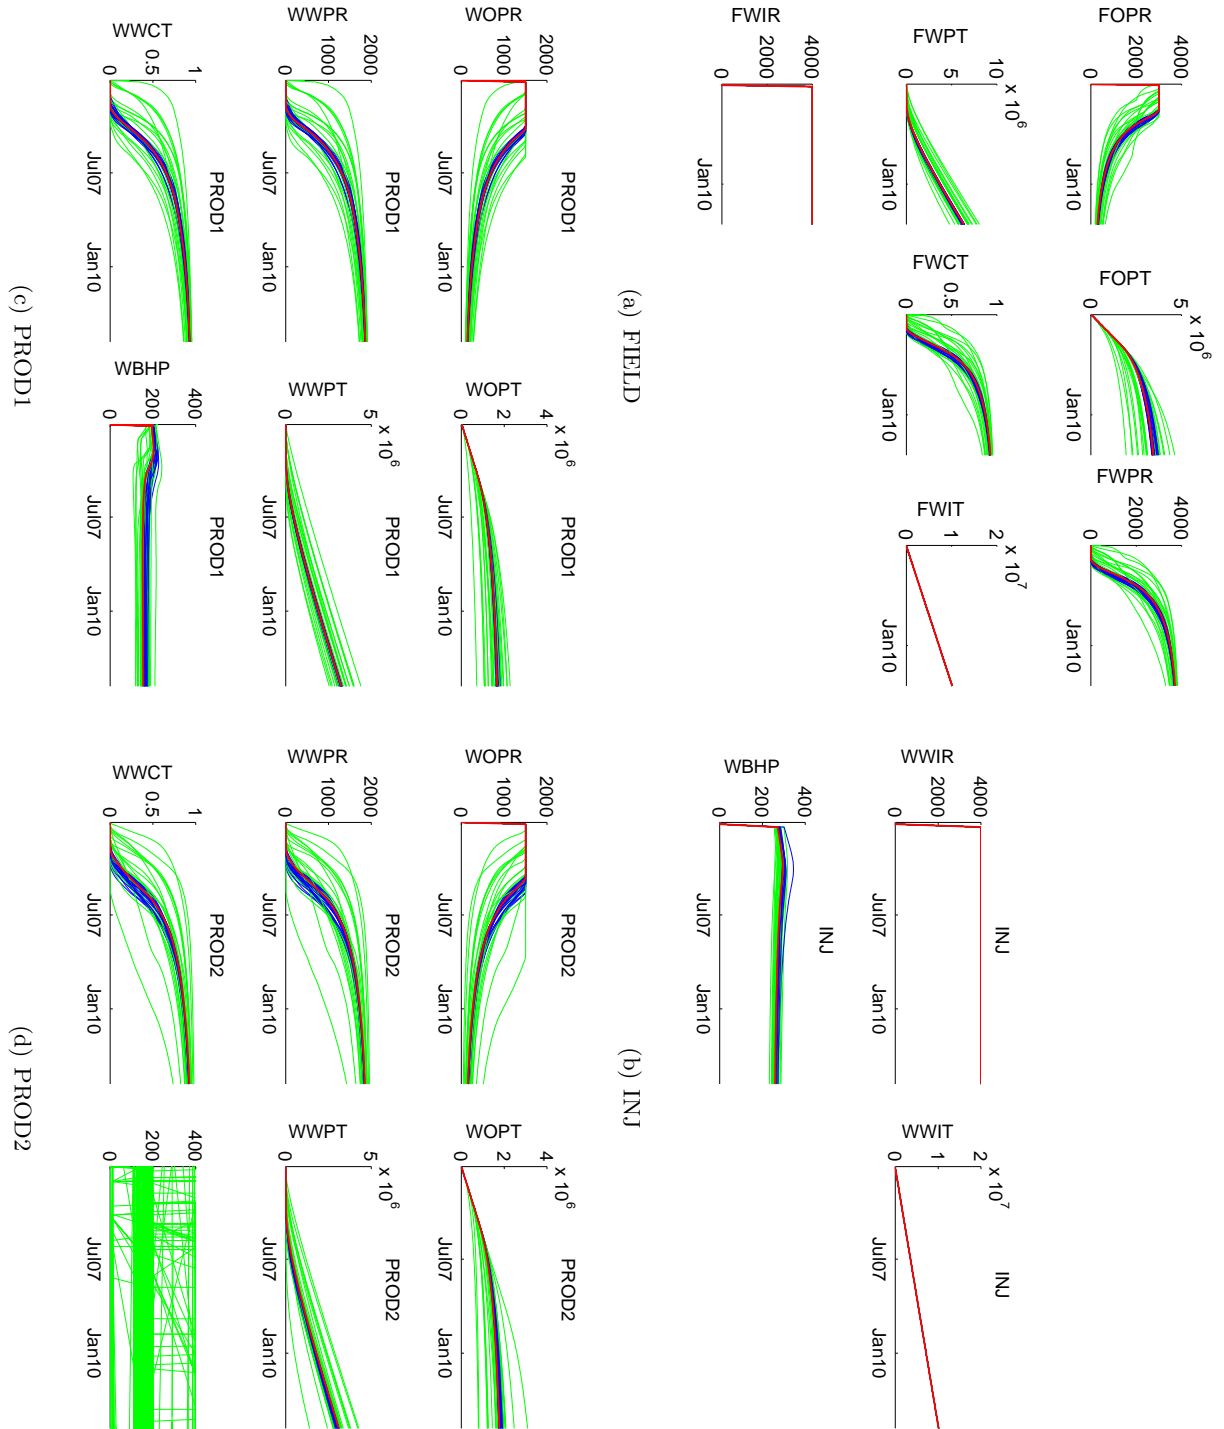 FOPR
4000
2000
0
Jan10
FOPT
x 10^6
5
0
Jan10
FWPR
4000
2000
0
Jan10
FWPT
x 10^6
10
5
0
Jan10
FWCT
1
0.5
0
Jan10
FWIT
x 10^7
2
1
0
Jan10
FWIR
4000
2000
0
Jan10
(a) FIELD
INJ
WWIR
4000
2000
0
Jul07
Jan10
INJ
WWIT
x 10^7
2
1
0
Jul07
Jan10
INJ
WBHP
400
200
0
Jul07
Jan10
(b) INJ
PROD1
WOPR
2000
1000
0
Jul07
Jan10
PROD1
WOPT
x 10^6
4
2
0
Jul07
Jan10
PROD1
WWPR
2000
1000
0
Jul07
Jan10
PROD1
WWPT
x 10^6
5
0
Jul07
Jan10
PROD1
WWCT
1
0.5
0
Jul07
Jan10
PROD1
WBHP
400
200
0
Jul07
Jan10
(c) PROD1
PROD2
WOPR
2000
1000
0
Jul07
Jan10
PROD2
WOPT
x 10^6
4
2
0
Jul07
Jan10
PROD2
WWPR
2000
1000
0
Jul07
Jan10
PROD2
WWPT
x 10^6
5
0
Jul07
Jan10
PROD2
WWCT
1
0.5
0
Jul07
Jan10
400
200
0
Jul07
Jan10
(d) PROD2